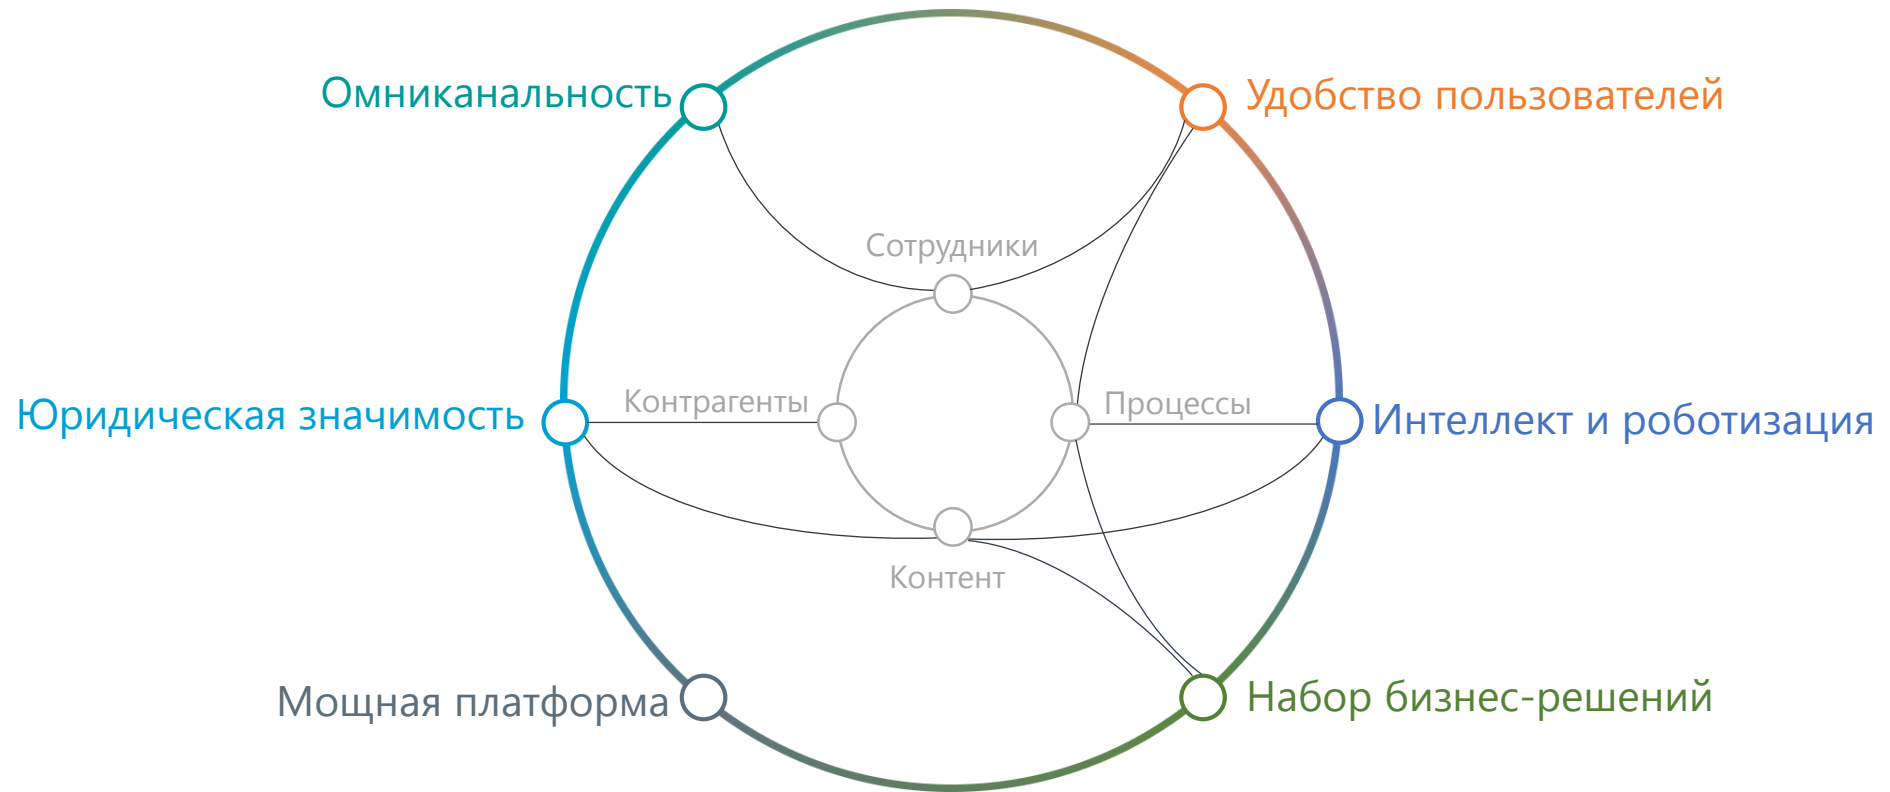 Омниканальность
Удобство пользователей
Сотрудники
Контрагенты
Процессы
Юридическая значимость
Интеллект и роботизация
Контент
Мощная платформа
Набор бизнес-решений